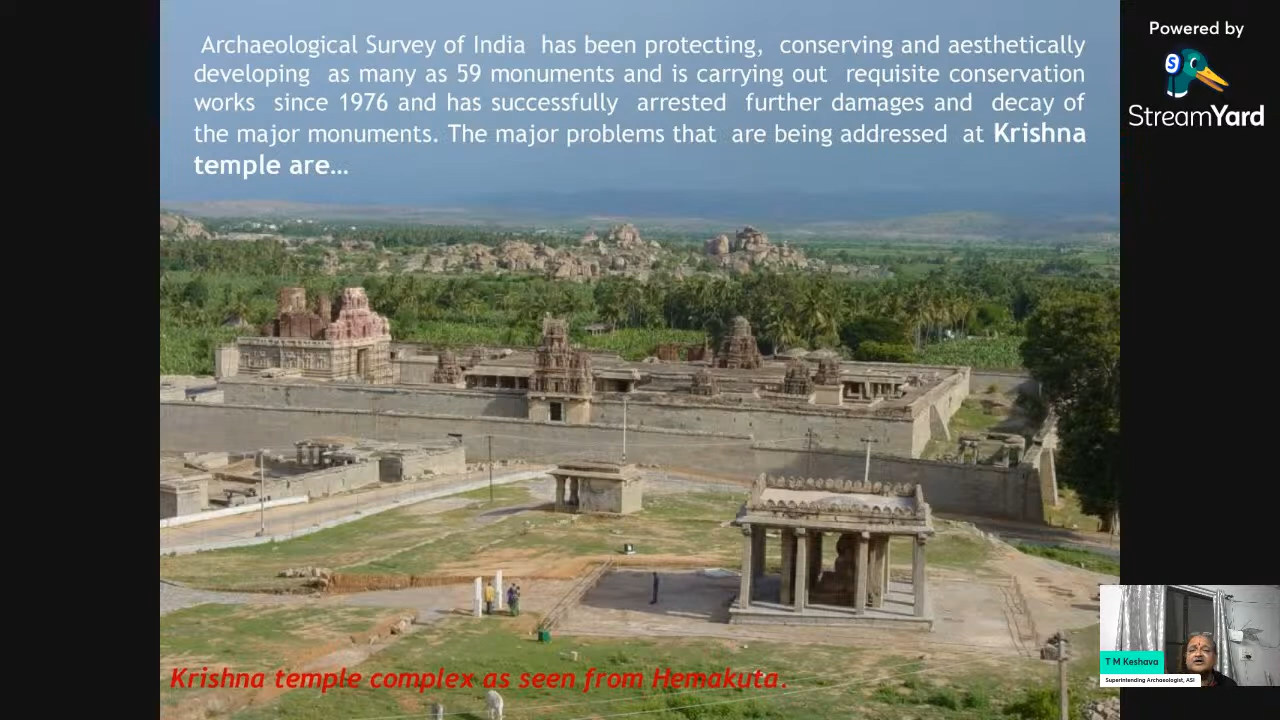 Archaeological Survey of India has been protecting, conserving and aesthetically
developing as many as 59 monuments and is carrying out requisite conservation
works since 1976 and has successfully arrested further damages and decay of
the major monuments. The major problems that are being addressed at Krishna
temple are…
Krishna temple complex as seen from Hemakuta.
Powered by
S
StreamYard
T M Keshava
Superintending Archaeologist, ASI